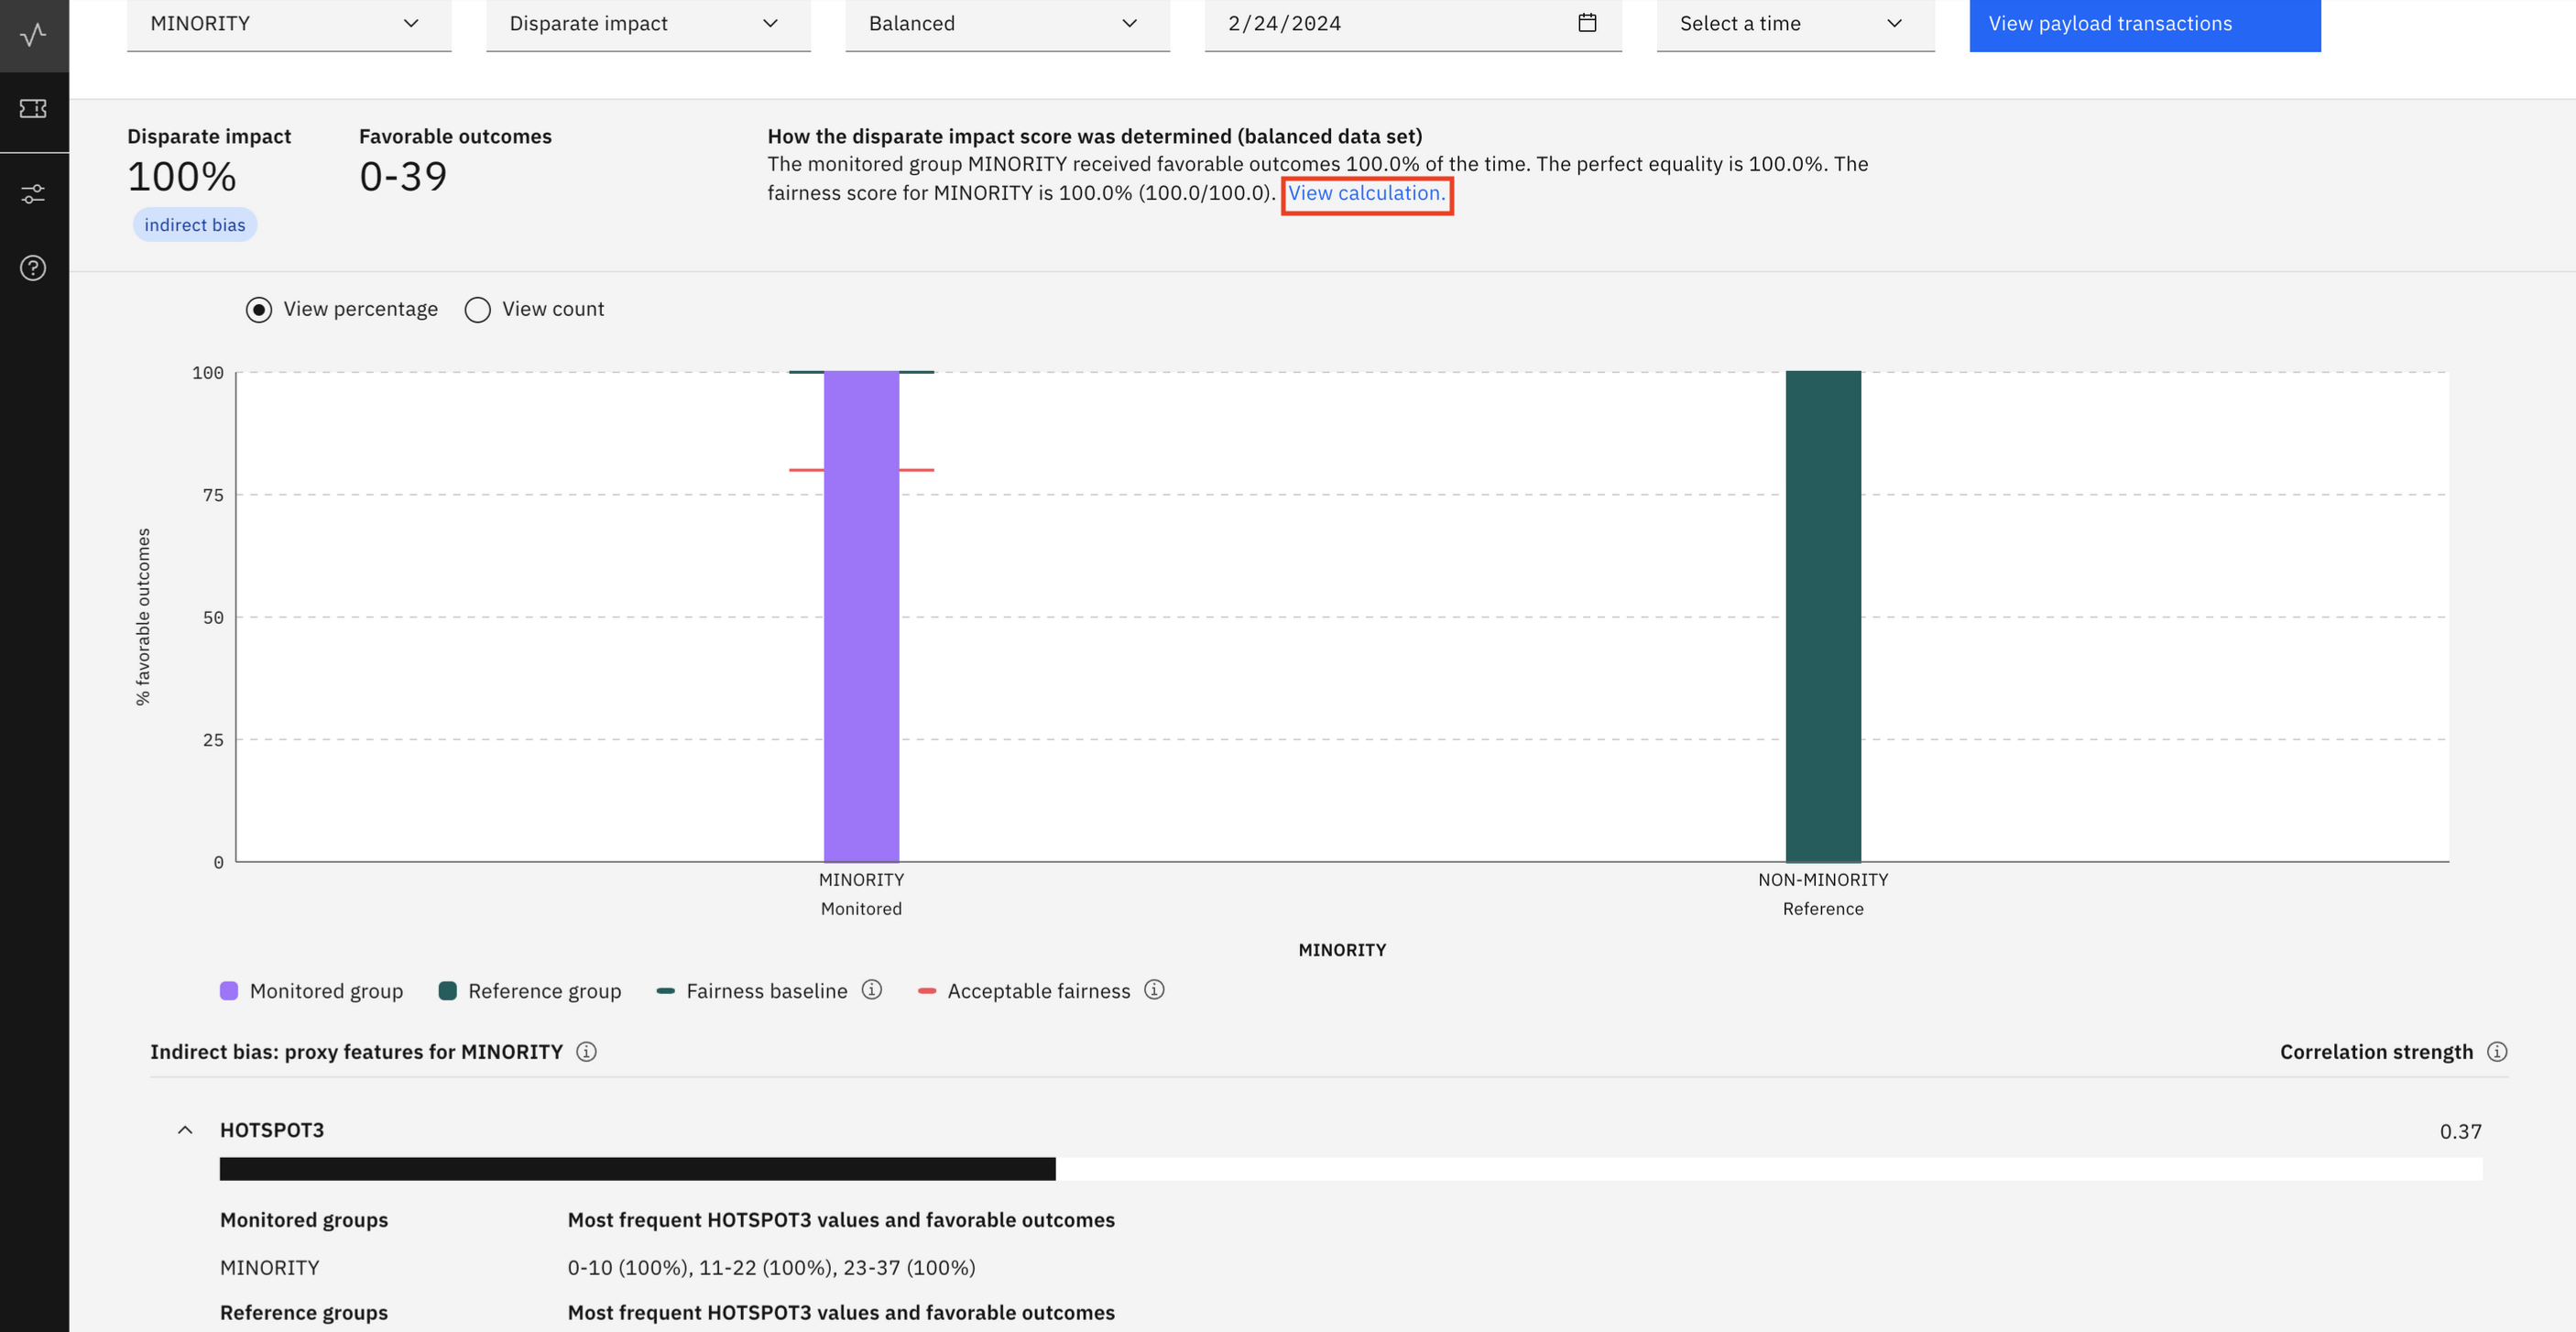 MINORITY
Disparate impact
Balanced
2/24/2024
Select a time
View payload transactions
Disparate impact
100%
indirect bias
Favorable outcomes
0-39
How the disparate impact score was determined (balanced data set)
The monitored group MINORITY received favorable outcomes 100.0% of the time. The perfect equality is 100.0%. The
fairness score for MINORITY is 100.0% (100.0/100.0). View calculation.
View percentage
View count
% favorable outcomes
100
75
50
25
0
MINORITY
Monitored
NON-MINORITY
Reference
MINORITY
Monitored group
Reference group
Fairness baseline
Acceptable fairness
Indirect bias: proxy features for MINORITY
Correlation strength
HOTSPOT3
0.37
Monitored groups
Most frequent HOTSPOT3 values and favorable outcomes
MINORITY
0-10 (100%), 11-22 (100%), 23-37 (100%)
Reference groups
Most frequent HOTSPOT3 values and favorable outcomes